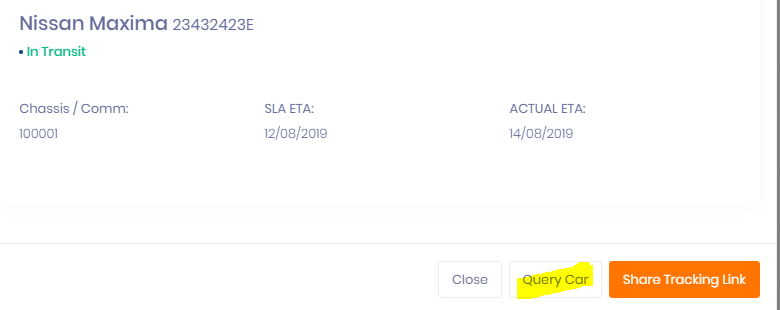 Nissan Maxima 23432423E
• In Transit
Chassis / Comm: SLA ETA: ACTUAL ETA:
100001 12/08/2019 14/08/2019
Close Query Car Share Tracking Link